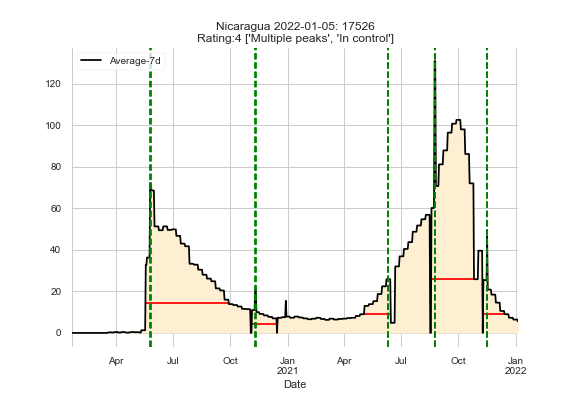 Nicaragua 2022-01-05: 17526
Rating:4 ['Multiple peaks', 'In control']
Average-7d
120
100
80
60
40
20
0
Apr Jul Oct Jan Apr Jul Oct Jan
2021 2022
Date